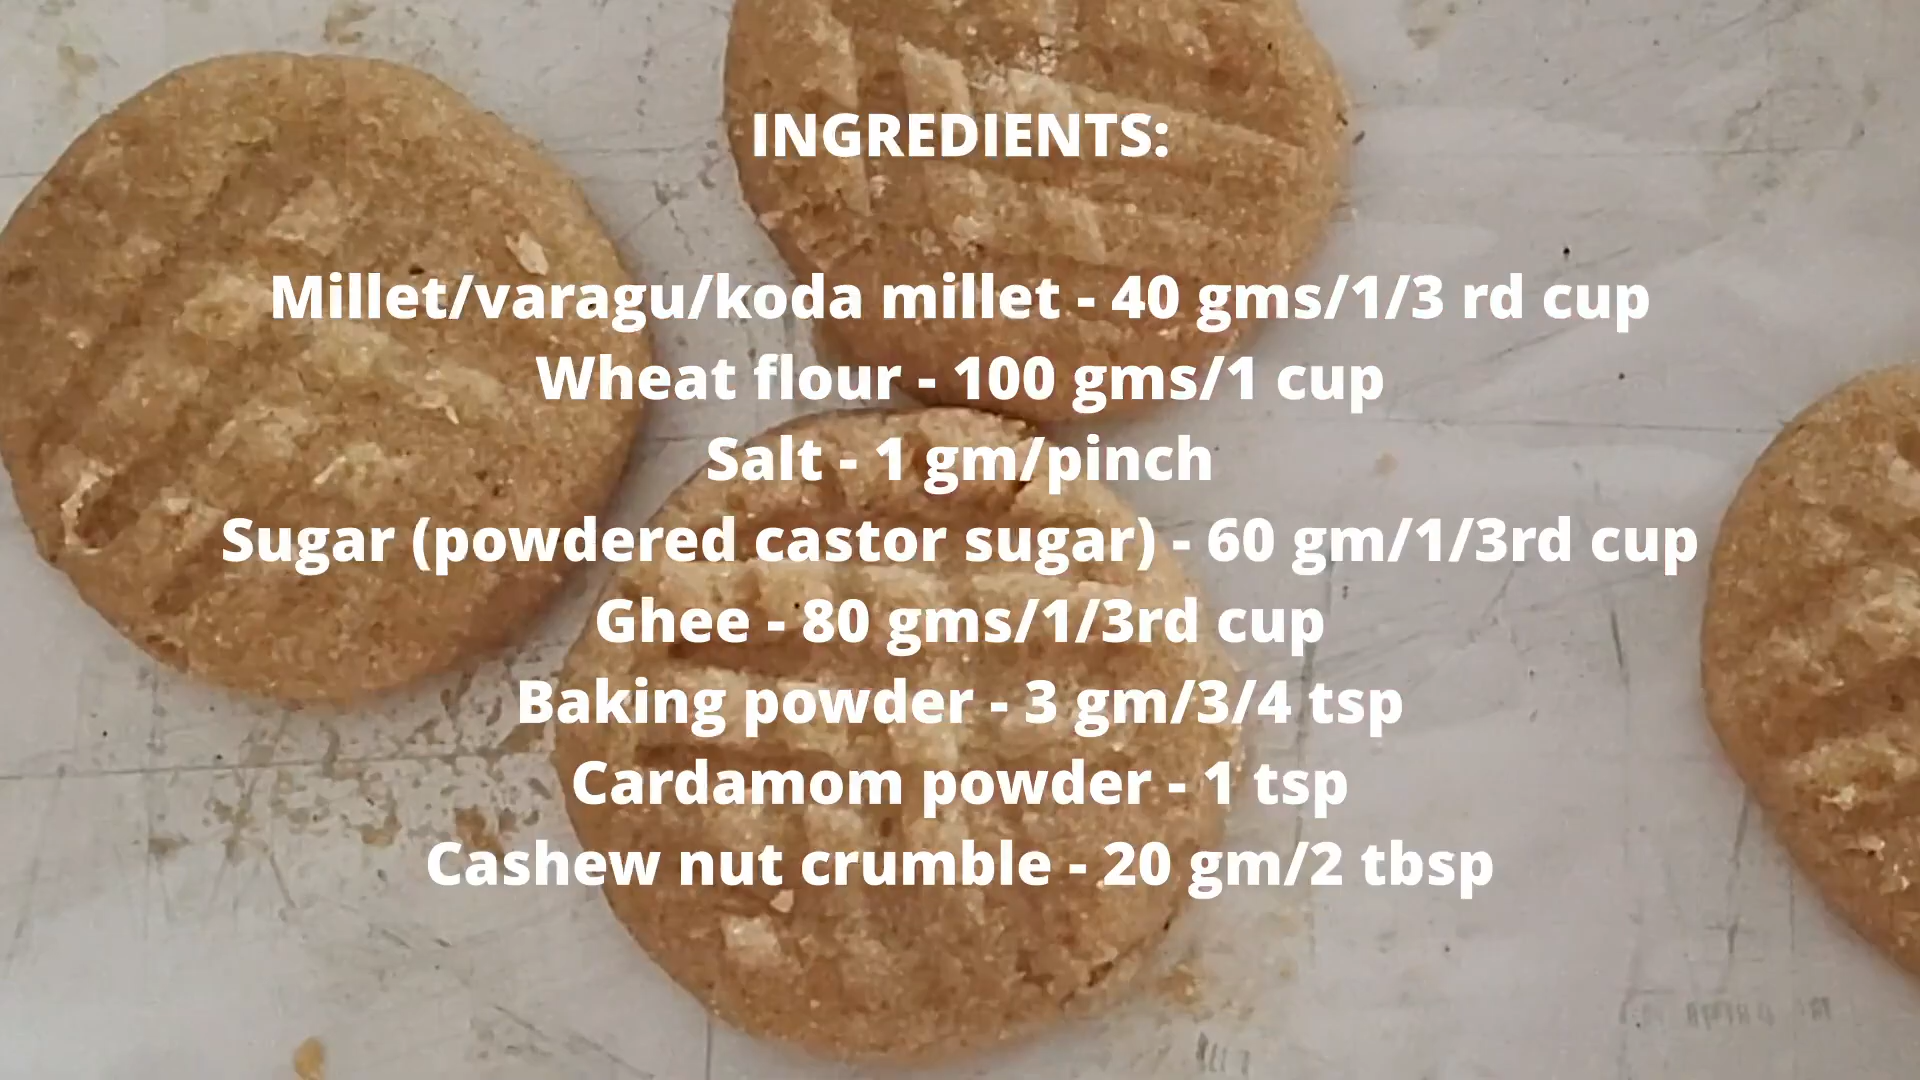 INGREDIENTS:
Millet/varagu/koda millet - 40 gms/1/3 rd cup
Wheat flour - 100 gms/1 cup
Salt - 1 gm/pinch
Sugar (powdered castor sugar) - 60 gm/1/3rd cup
Ghee - 80 gms/1/3rd cup
Baking powder - 3 gm/3/4 tsp
Cardamom powder - 1 tsp
Cashew nut crumble - 20 gm/2 tbsp